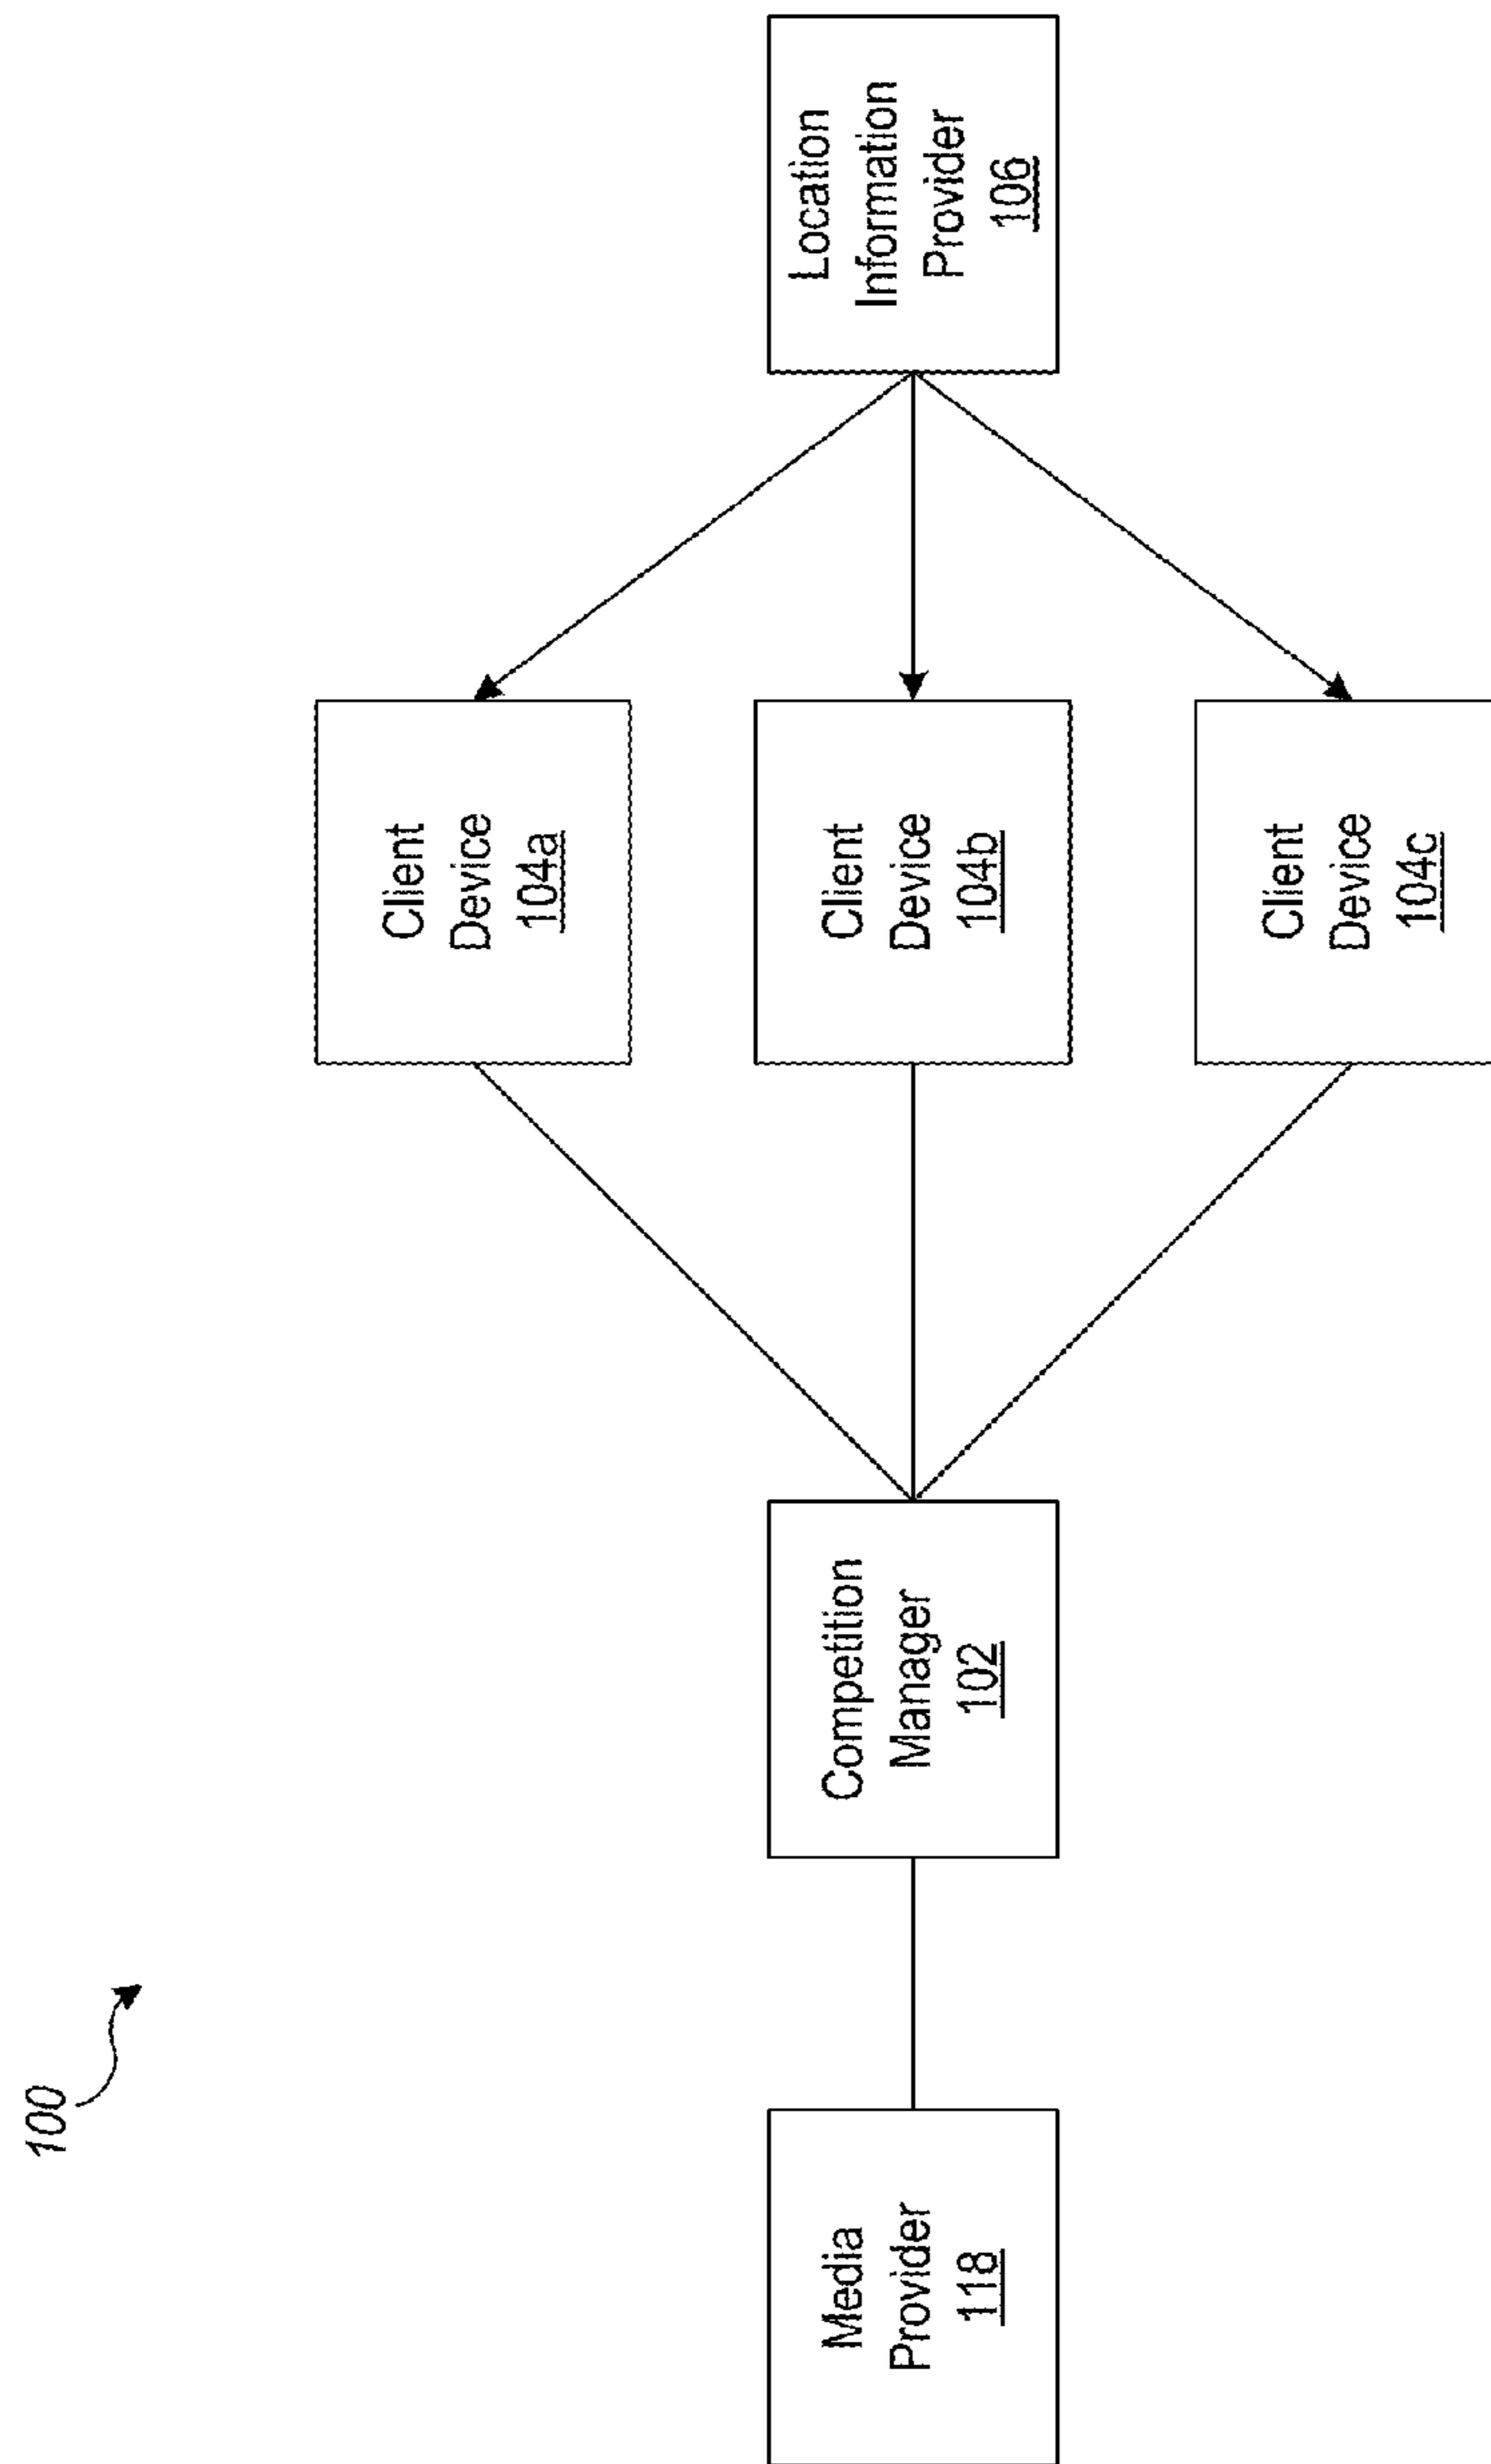 100
Media
Provider
118
Competition
Manager
102
Client
Device
104a
Client
Device
104b
Client
Device
104c
Location
Information
Provider
106